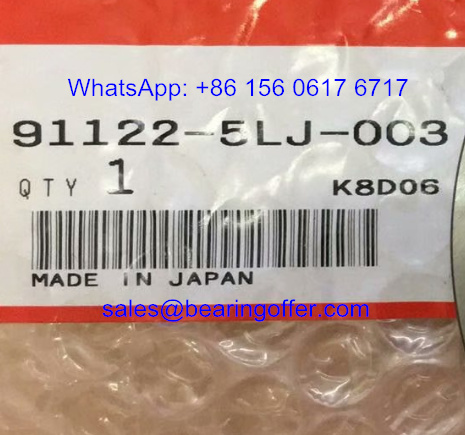 WhatsApp: +86 156 0617 6717
91122-5LJ-003
QTY 1 K8D06
MADE IN JAPAN
sales@bearingoffer.com